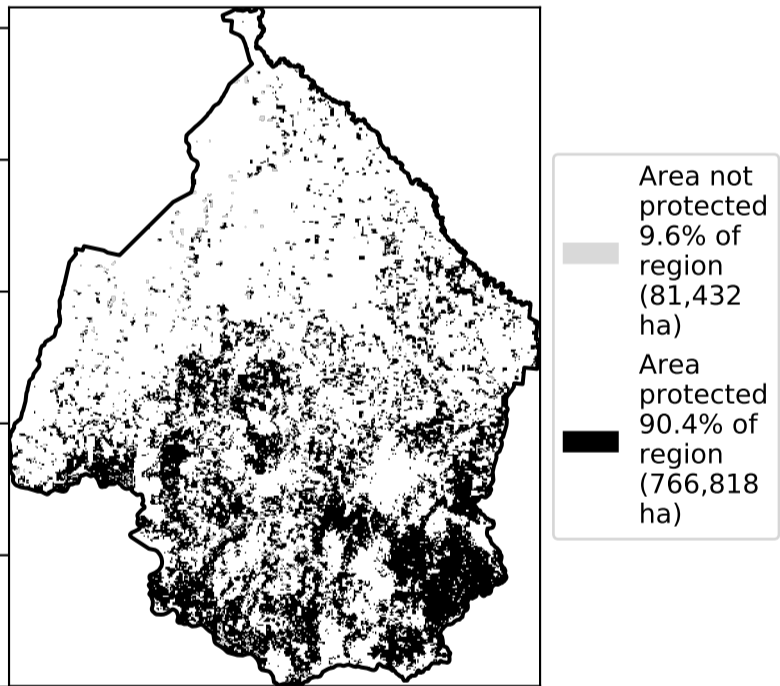 Area not
protected
9.6% of
region
(81,432
ha)
Area
protected
90.4% of
region
(766,818
ha)